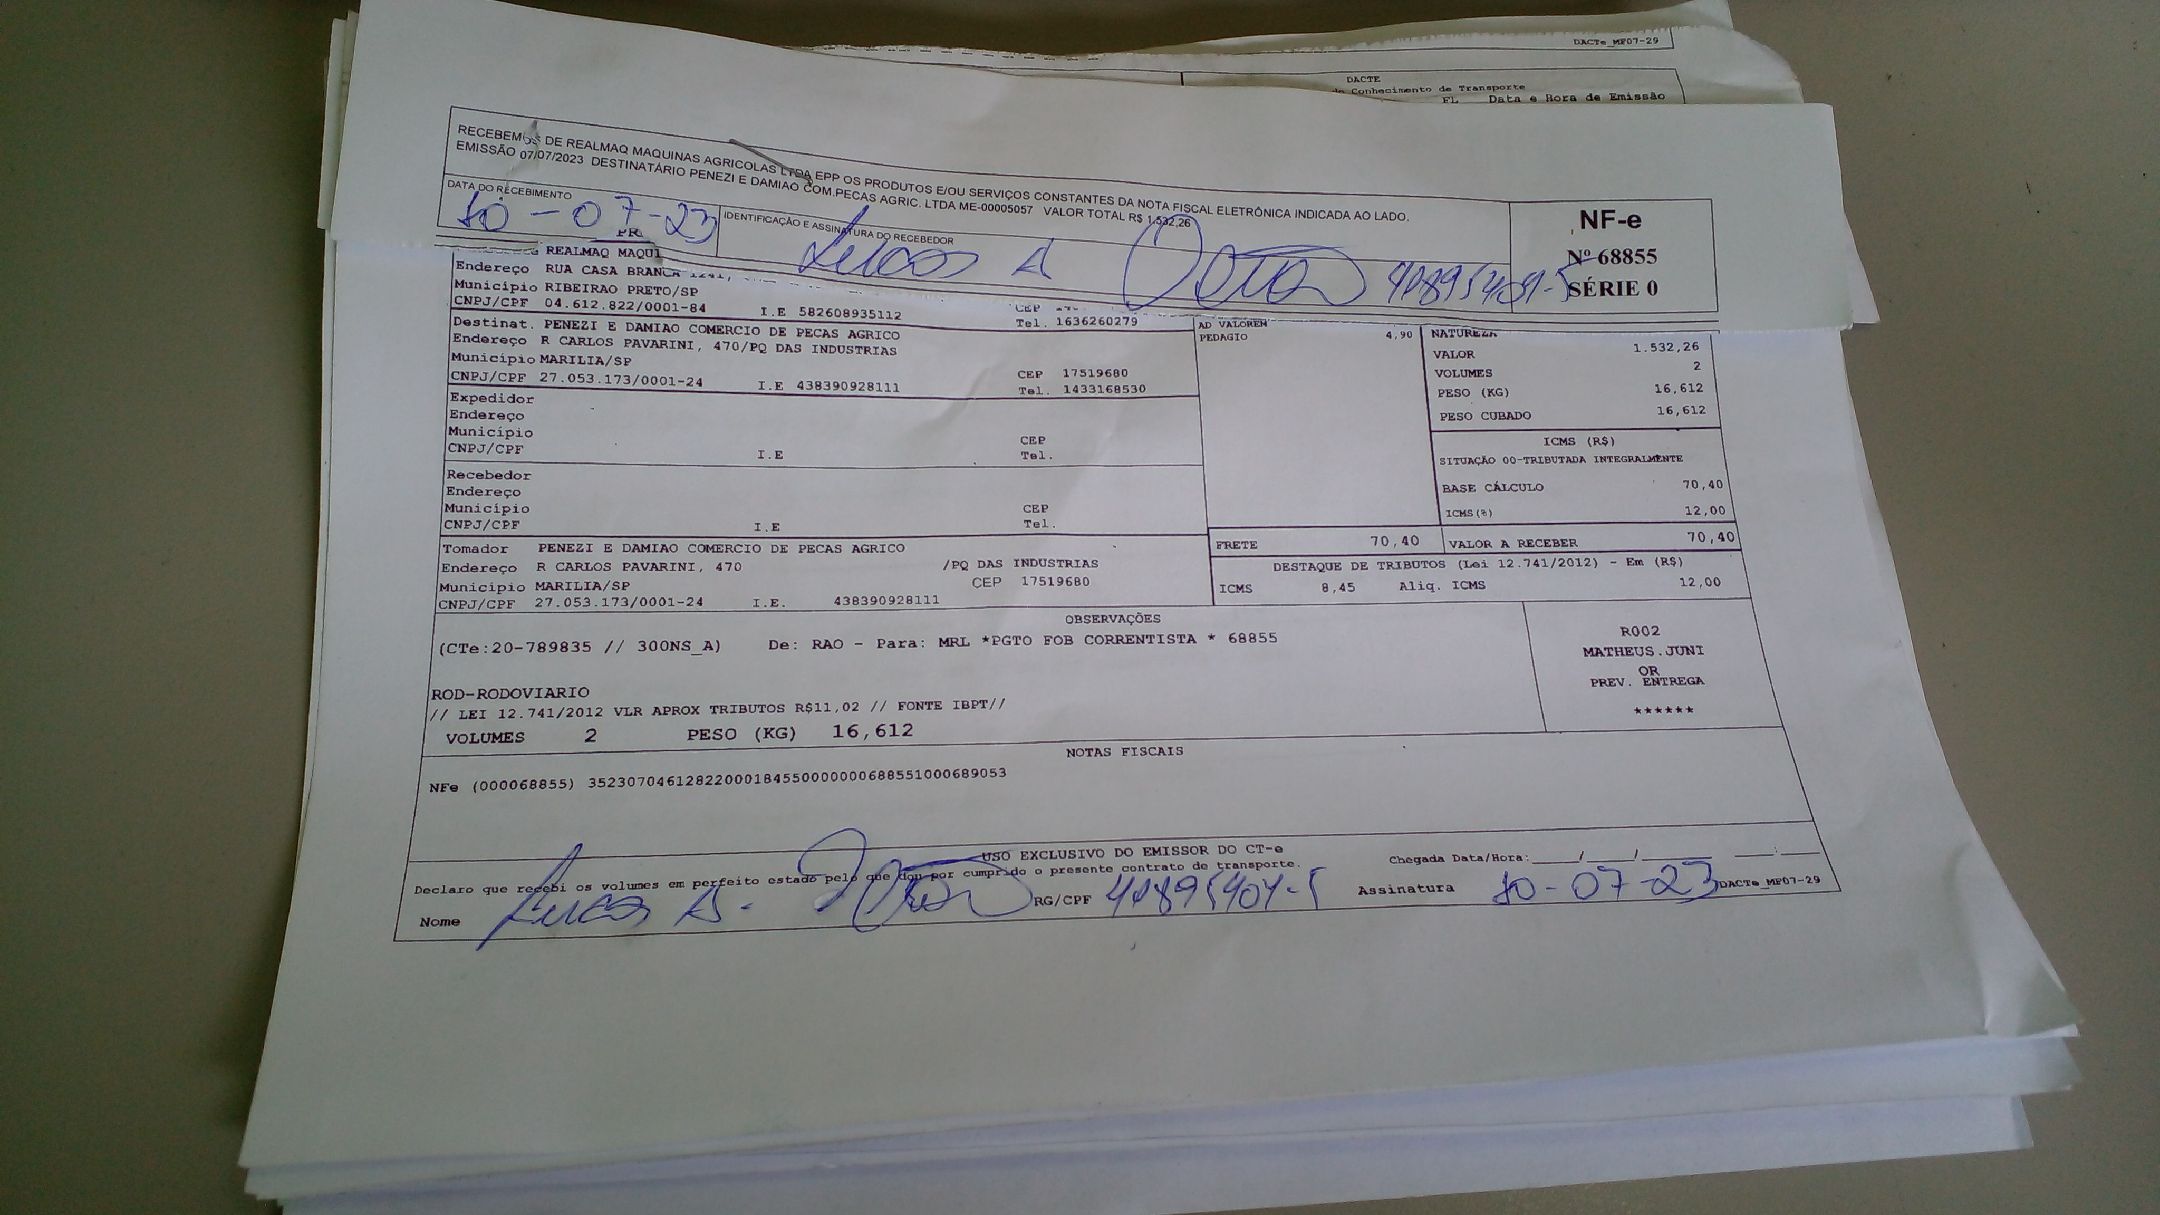 DACTe_MF07-29
DACTE
Conhecimento de Transporte
FL Data e Hora de Emissão
RECEBEMOS DE REALMAQ MAQUINAS AGRICOLAS LTDA EPP OS PRODUTOS E/OU SERVIÇOS CONSTANTES DA NOTA FISCAL ELETRÔNICA INDICADA AO LADO.
EMISSÃO 07/07/2023 DESTINATÁRIO PENEZI E DAMIAO COM.PECAS AGRIC. LTDA ME-00005057 VALOR TOTAL R$ 1.532,26
DATA DO RECEBIMENTO
10-07-23
IDENTIFICAÇÃO E ASSINATURA DO RECEBEDOR
Lucas A
NF-e
Nº 68855
SÉRIE 0
REALMAQ MAQUI
Endereço RUA CASA BRANCA 1241,
Município RIBEIRAO PRETO/SP
CNPJ/CPF 04.612.822/0001-84 I.E 582608935112 CEP
Tel. 1636260279
Destinat. PENEZI E DAMIAO COMERCIO DE PECAS AGRICO
Endereço R CARLOS PAVARINI, 470/PQ DAS INDUSTRIAS
Município MARILIA/SP CEP 17519680
CNPJ/CPF 27.053.173/0001-24 I.E 438390928111 Tel. 1433168530
Expedidor
Endereço
Município CEP
CNPJ/CPF I.E Tel.
Recebedor
Endereço
Município CEP
CNPJ/CPF I.E Tel.
Tomador PENEZI E DAMIAO COMERCIO DE PECAS AGRICO
Endereço R CARLOS PAVARINI, 470 /PQ DAS INDUSTRIAS
Município MARILIA/SP CEP 17519680
CNPJ/CPF 27.053.173/0001-24 I.E. 438390928111
AD VALOREM
PEDAGIO 4,90
NATUREZA
VALOR 1.532,26
VOLUMES 2
PESO (KG) 16,612
PESO CUBADO 16,612
ICMS (R$)
SITUAÇÃO 00-TRIBUTADA INTEGRALMENTE
BASE CÁLCULO 70,40
ICMS(%) 12,00
FRETE 70,40 VALOR A RECEBER 70,40
DESTAQUE DE TRIBUTOS (Lei 12.741/2012) - Em (R$)
ICMS 8,45 Aliq. ICMS 12,00
OBSERVAÇÕES
(CTe:20-789835 // 300NS_A) De: RAO - Para: MRL *PGTO FOB CORRENTISTA * 68855
ROD-RODOVIARIO
// LEI 12.741/2012 VLR APROX TRIBUTOS R$11,02 // FONTE IBPT//
VOLUMES 2 PESO (KG) 16,612
R002
MATHEUS.JUNI
OR
PREV. ENTREGA
******
NOTAS FISCAIS
NFe (000068855) 35230704612822000184550000000688551000689053
USO EXCLUSIVO DO EMISSOR DO CT-e
Declaro que recebi os volumes em perfeito estado pelo que dou por cumprido o presente contrato de transporte.
Chegada Data/Hora: ____/____/______ ____:____
Nome Lucas A. RG/CPF Assinatura 10-07-23 DACTe_MF07-29